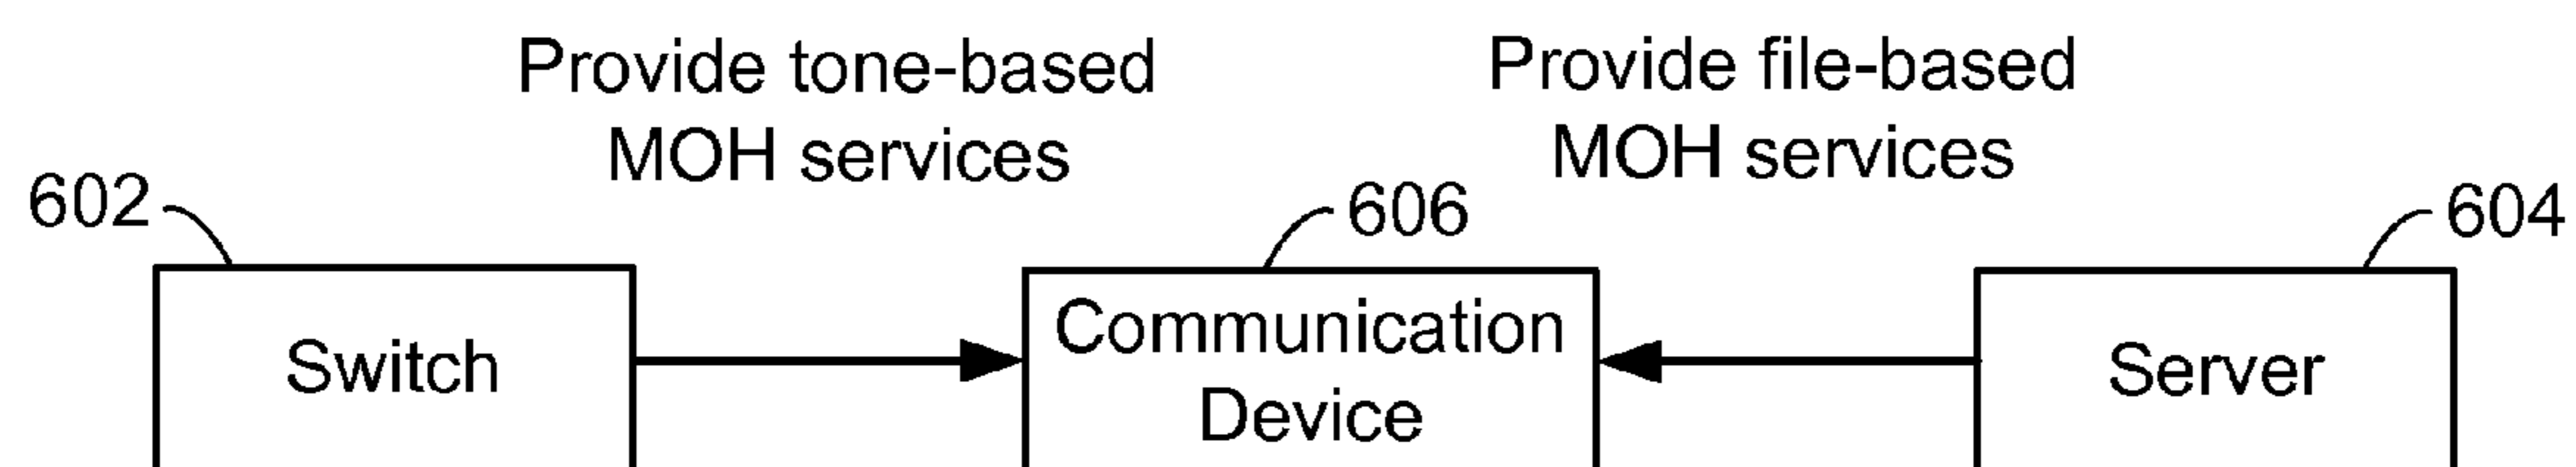 Provide tone-based
MOH services
Provide file-based
MOH services
602
606
604
Switch
Communication
Device
Server